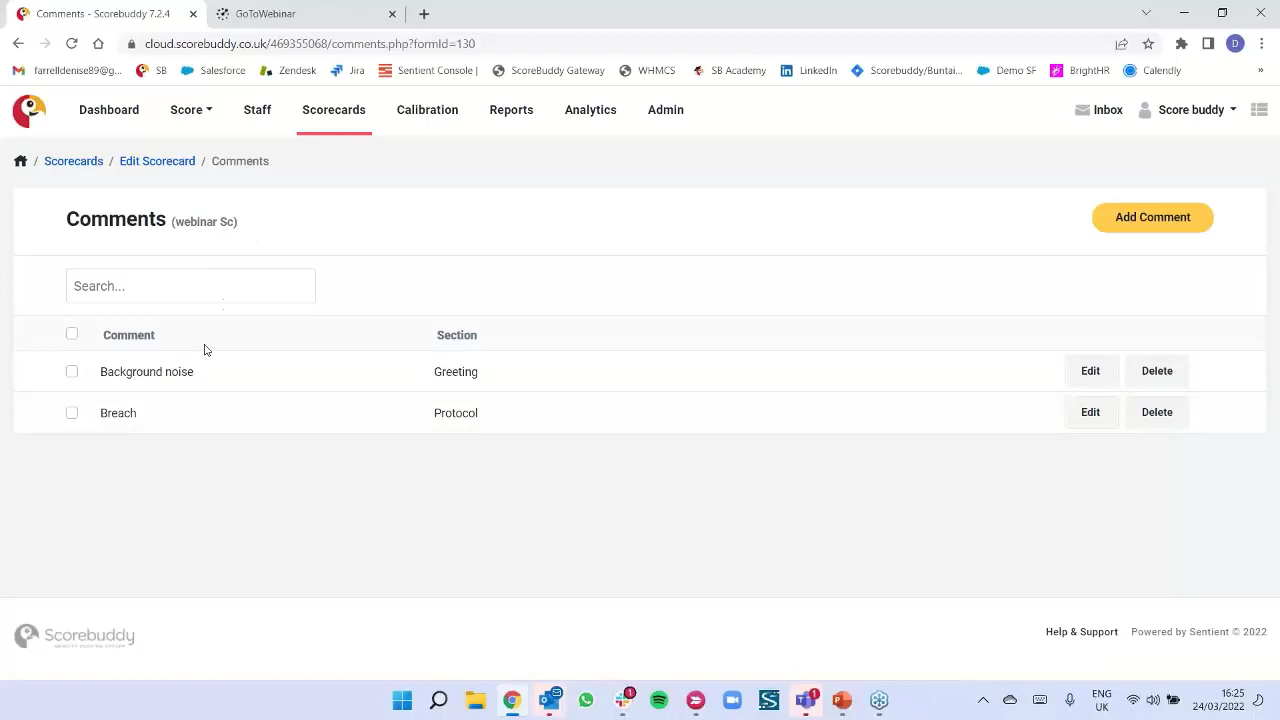 Comments - Scorebuddy 7.2.4
GoToWebinar
cloud.scorebuddy.co.uk/469355068/comments.php?formId=130
D
farrelldenise89@g...
SB
Salesforce
Zendesk
Jira
Sentient Console |
ScoreBuddy Gateway
WHMCS
SB Academy
LinkedIn
Scorebuddy/Buntai...
Demo SF
BrightHR
Calendly
»
Dashboard
Score
Staff
Scorecards
Calibration
Reports
Analytics
Admin
Inbox
Score buddy
/ Scorecards / Edit Scorecard / Comments
Comments (webinar Sc)
Add Comment
Search...
Comment Section
Background noise Greeting Edit Delete
Breach Protocol Edit Delete
Scorebuddy
Help & Support Powered by Sentient © 2022
1
1
ENG
UK
16:25
24/03/2022